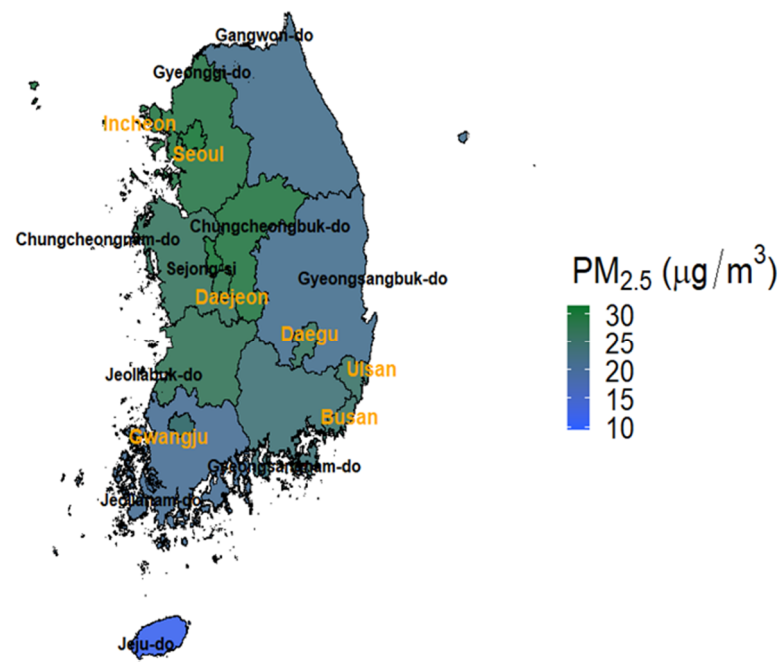 Gangwon-do
Gyeonggi-do
Incheon
Seoul
Chungcheongbuk-do
Chungcheongnam-do
Sejong-si
Gyeongsangbuk-do
Daejeon
Daegu
Ulsan
Jeollabuk-do
Busan
Gwangju
Gyeongsangnam-do
Jeollanam-do
Jeju-do
PM2.5 (μg/m³)
30
25
20
15
10